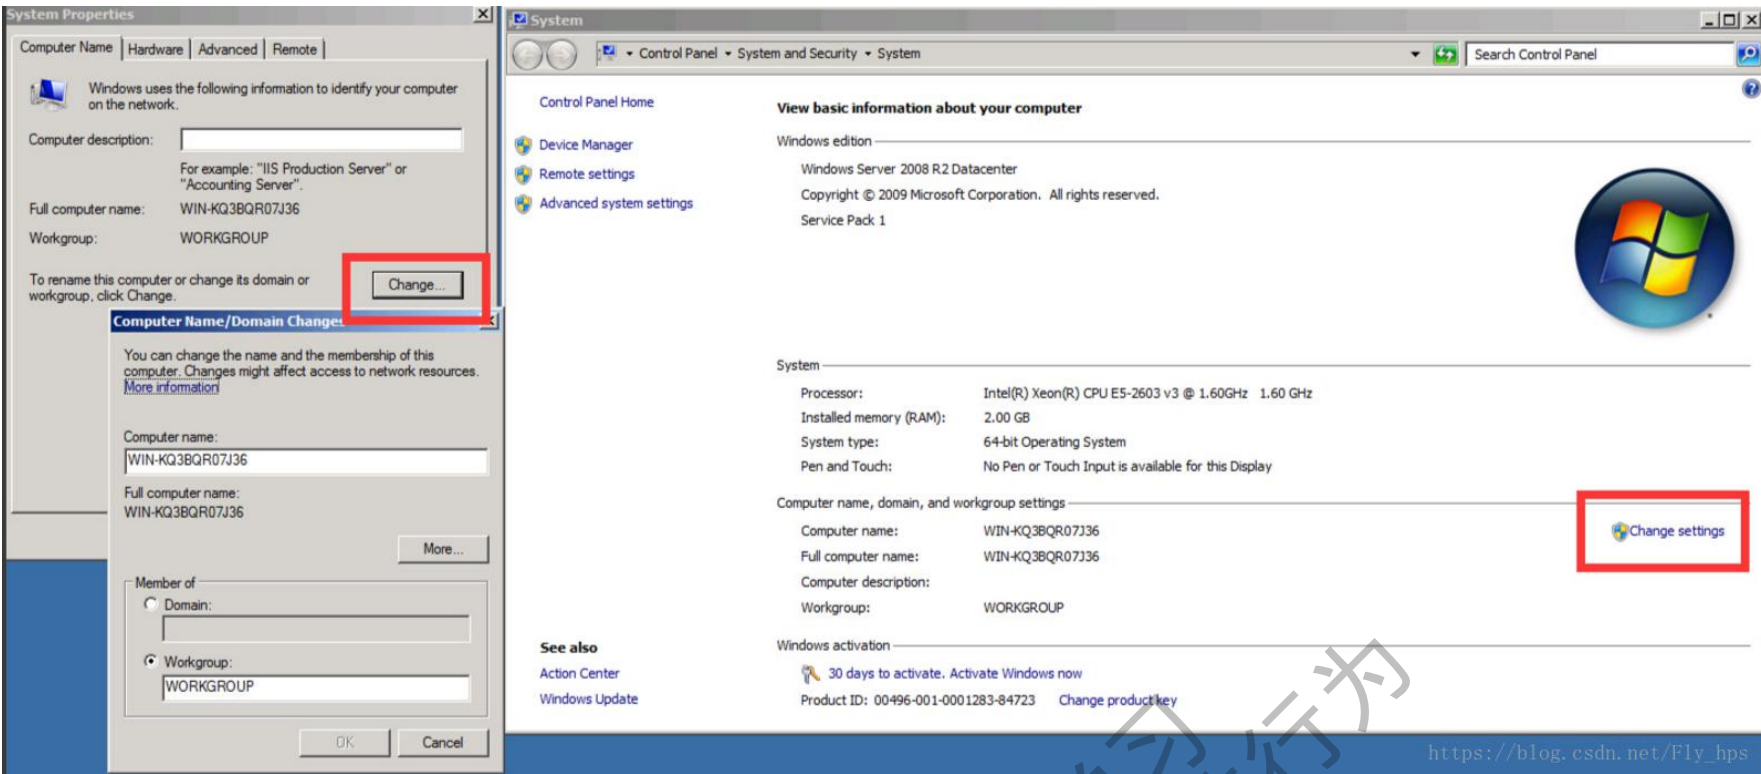 System Properties
Computer Name
Hardware
Advanced
Remote
Windows uses the following information to identify your computer
on the network.
Computer description:
For example: "IIS Production Server" or
"Accounting Server".
Full computer name:
WIN-KQ3BQR07J36
Workgroup:
WORKGROUP
To rename this computer or change its domain or
workgroup, click Change.
Change...
Computer Name/Domain Changes
You can change the name and the membership of this
computer. Changes might affect access to network resources.
More information
Computer name:
WIN-KQ3BQR07J36
Full computer name:
WIN-KQ3BQR07J36
More...
Member of
Domain:
Workgroup:
WORKGROUP
OK
Cancel
System
Control Panel
System and Security
System
Search Control Panel
Control Panel Home
Device Manager
Remote settings
Advanced system settings
See also
Action Center
Windows Update
View basic information about your computer
Windows edition
Windows Server 2008 R2 Datacenter
Copyright © 2009 Microsoft Corporation. All rights reserved.
Service Pack 1
System
Processor: Intel(R) Xeon(R) CPU E5-2603 v3 @ 1.60GHz 1.60 GHz
Installed memory (RAM): 2.00 GB
System type: 64-bit Operating System
Pen and Touch: No Pen or Touch Input is available for this Display
Computer name, domain, and workgroup settings
Computer name: WIN-KQ3BQR07J36
Change settings
Full computer name: WIN-KQ3BQR07J36
Computer description:
Workgroup: WORKGROUP
Windows activation
30 days to activate. Activate Windows now
Product ID: 00496-001-0001283-84723 Change product key
习
行为
https://blog.csdn.net/Fly_hps